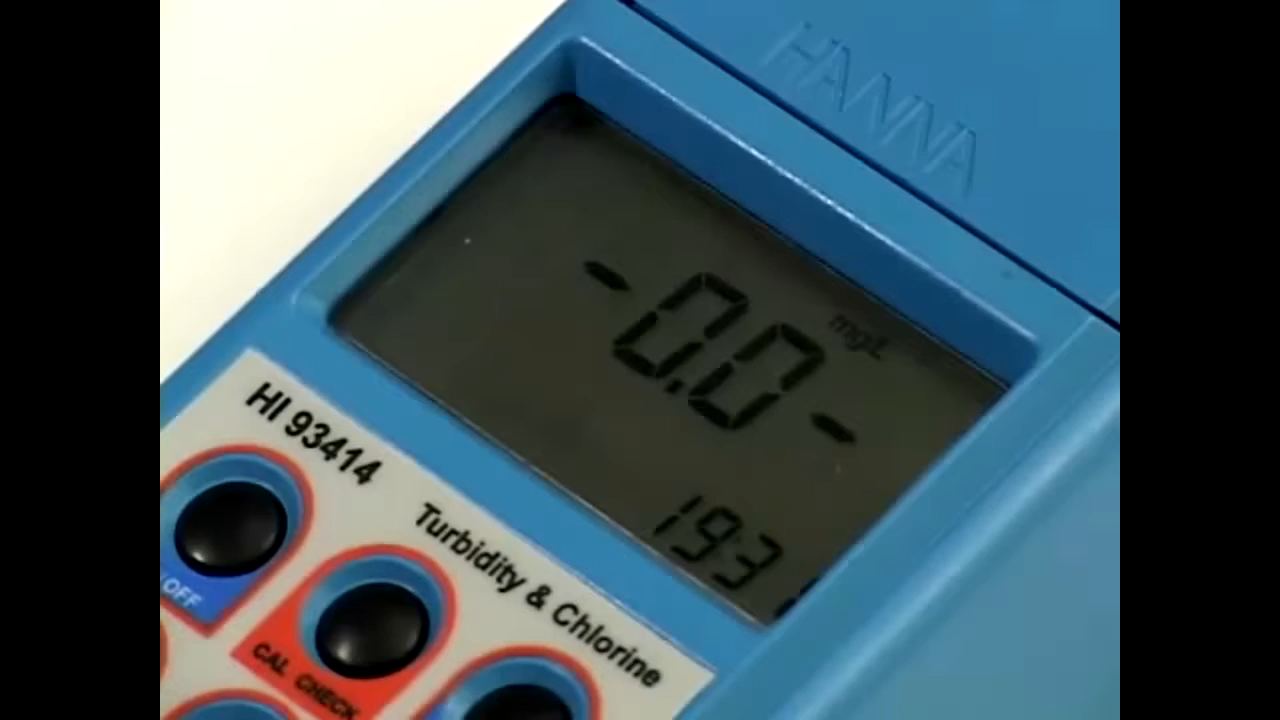 HANNA
mg/L
-0.0-
193
HI 93414
Turbidity & Chlorine
/OFF
CAL CHECK